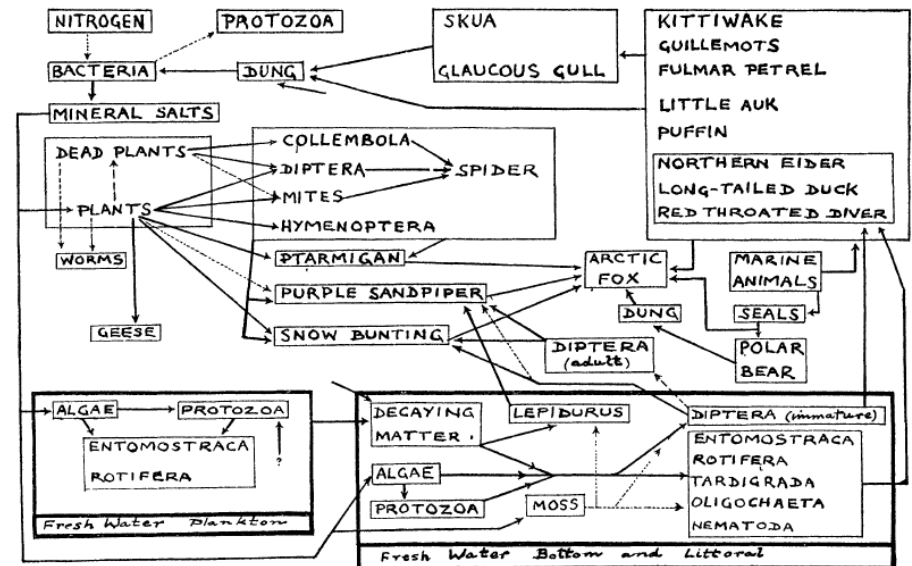 NITROGEN
PROTOZOA
BACTERIA
DUNG
MINERAL SALTS
SKUA
GLAUCOUS GULL
KITTIWAKE
GUILLEMOTS
FULMAR PETREL
LITTLE AUK
PUFFIN
NORTHERN EIDER
LONG-TAILED DUCK
RED THROATED DIVER
DEAD PLANTS
PLANTS
WORMS
GEESE
COLLEMBOLA
DIPTERA
MITES
HYMENOPTERA
SPIDER
PTARMIGAN
PURPLE SANDPIPER
SNOW BUNTING
ARCTIC
FOX
MARINE
ANIMALS
DUNG
SEALS
POLAR
BEAR
DIPTERA
(adult)
ALGAE
PROTOZOA
ENTOMOSTRACA
ROTIFERA
?
Fresh Water Plankton
DECAYING
MATTER.
LEPIDURUS
DIPTERA (immature)
ALGAE
PROTOZOA
MOSS
ENTOMOSTRACA
ROTIFERA
TARDIGRADA
OLIGOCHAETA
NEMATODA
Fresh Water Bottom and Littoral